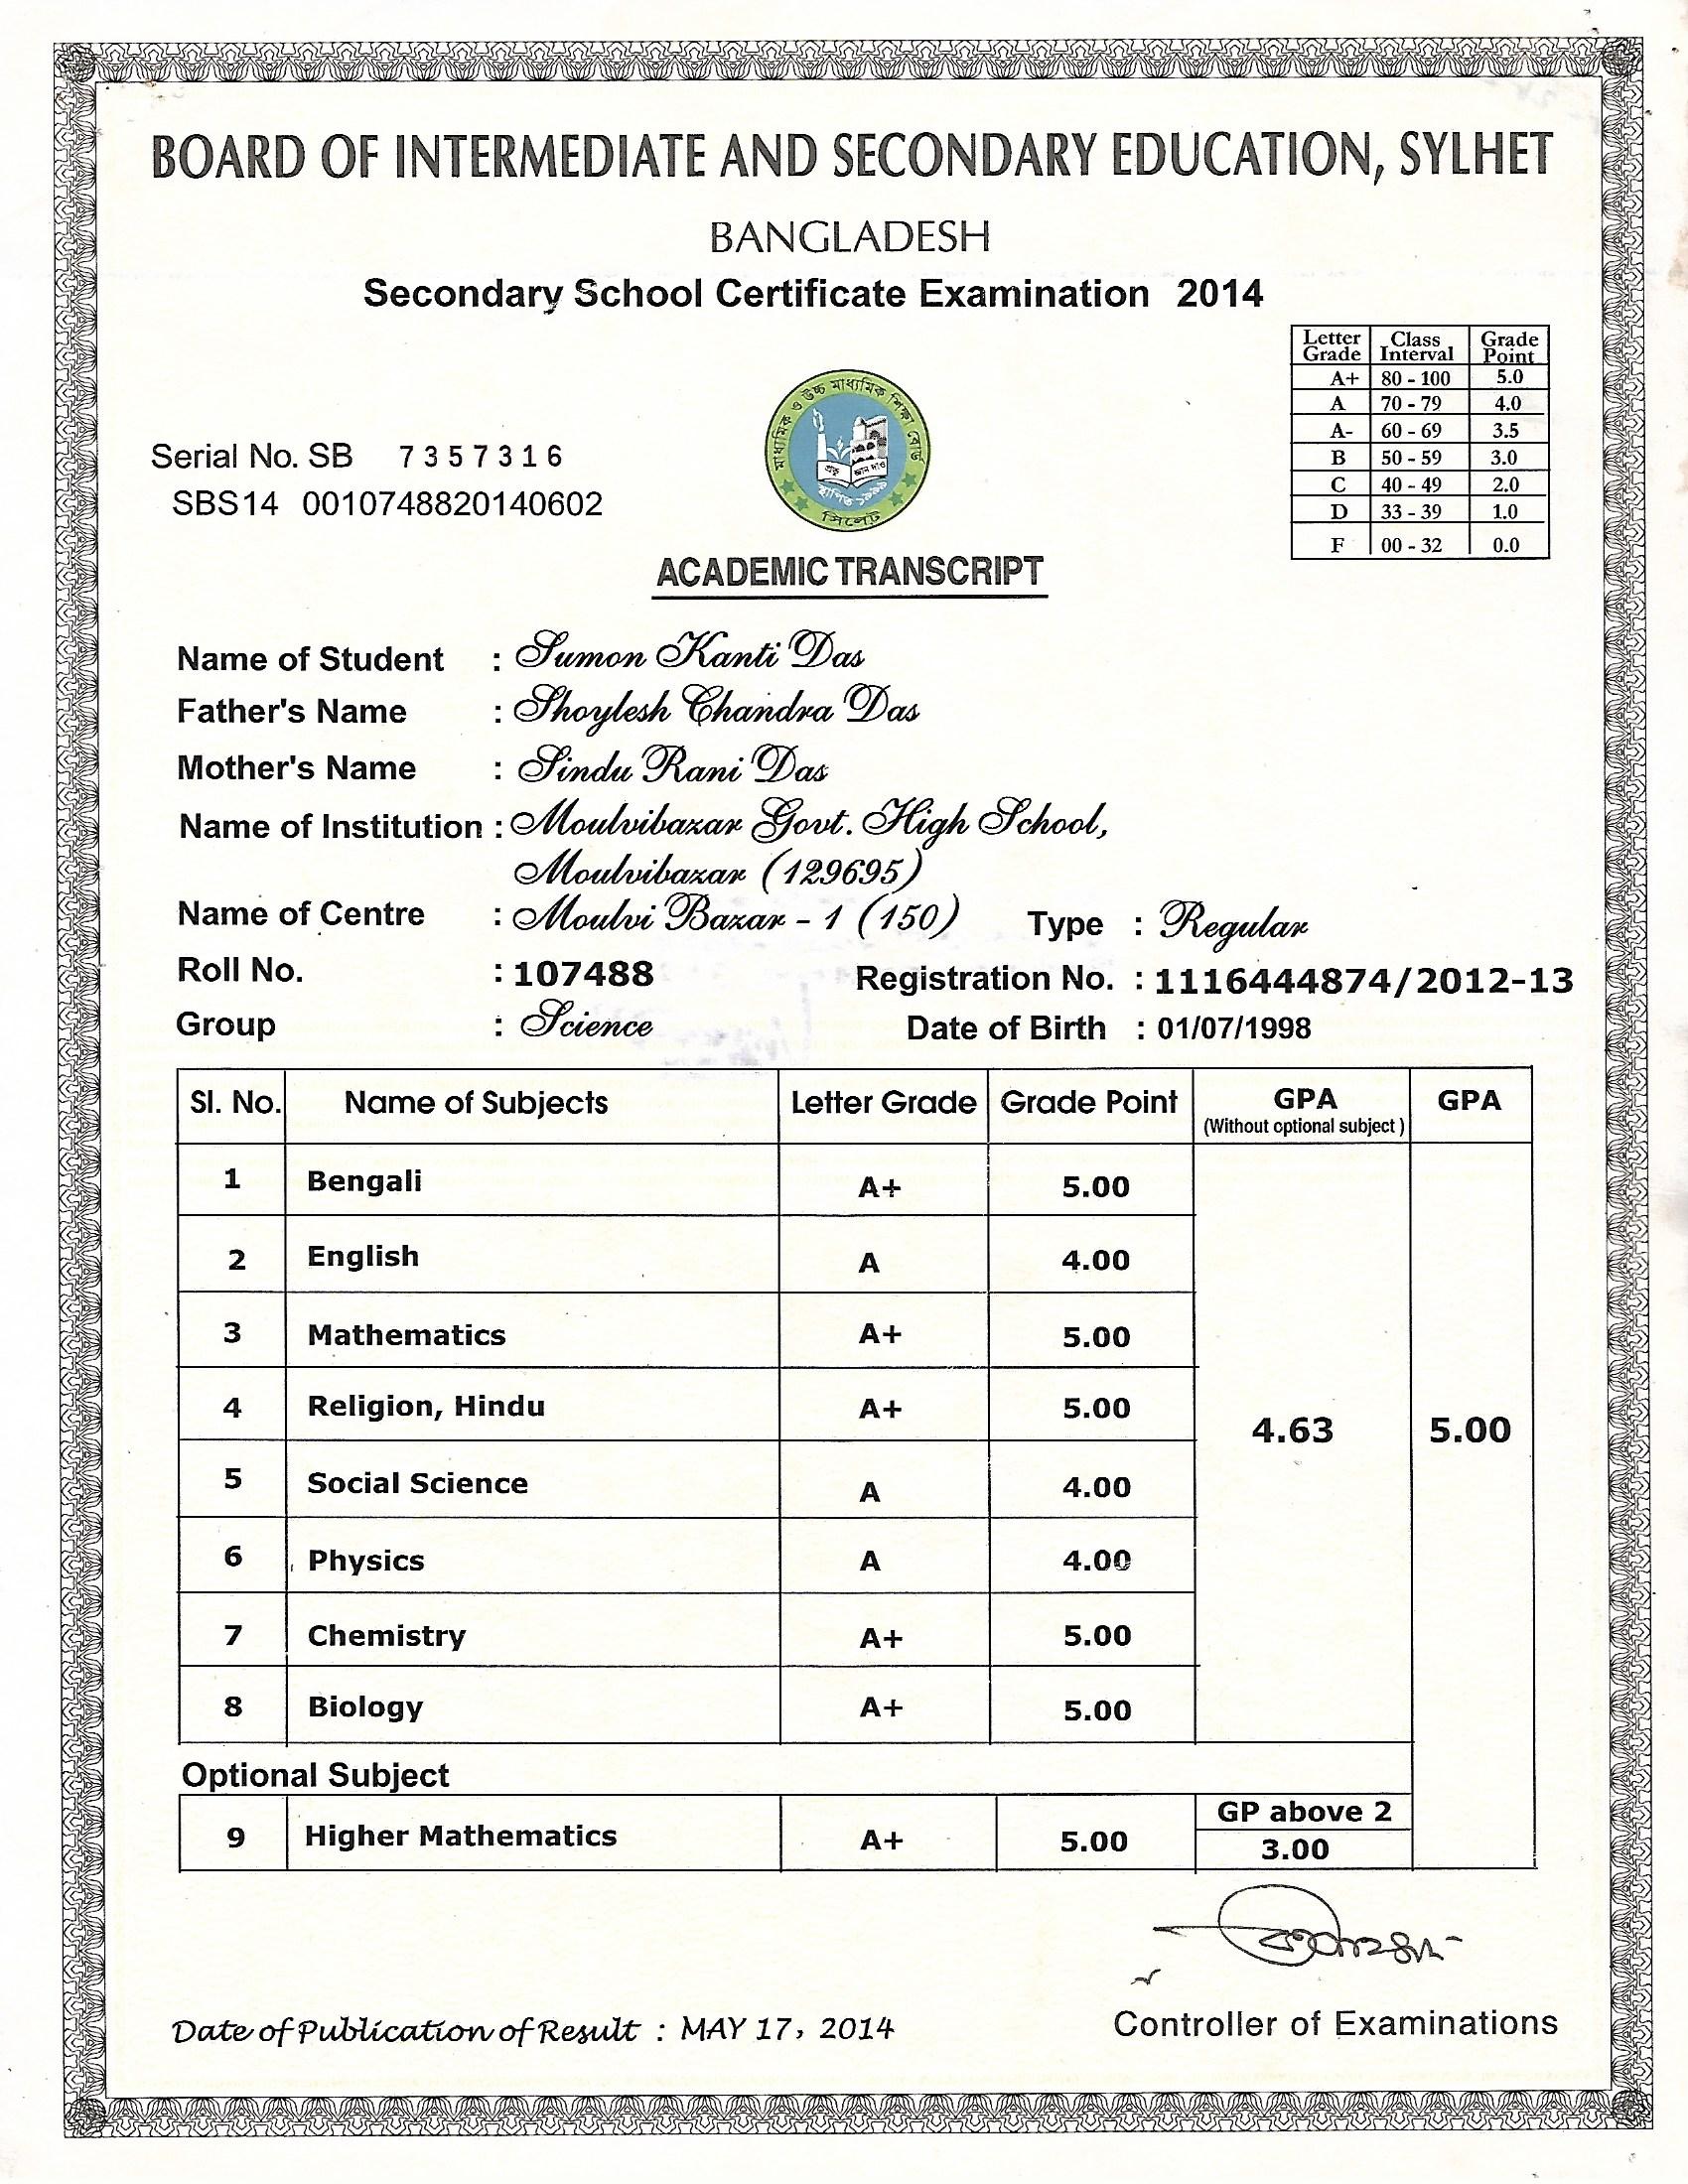 BOARD OF INTERMEDIATE AND SECONDARY EDUCATION, SYLHET
BANGLADESH
Secondary School Certificate Examination 2014
Letter Grade Class Interval Grade Point
A+ 80 - 100 5.0
A 70 - 79 4.0
A- 60 - 69 3.5
B 50 - 59 3.0
C 40 - 49 2.0
D 33 - 39 1.0
F 00 - 32 0.0
মাধ্যমিক ও উচ্চ মাধ্যমিক শিক্ষা বোর্ড
প্রভু জ্ঞান দাও
স্থাপিত ১৯৯৯
সিলেট
Serial No. SB 7357316
SBS14 0010748820140602
ACADEMIC TRANSCRIPT
Name of Student : Sumon Kanti Das
Father's Name : Shoylesh Chandra Das
Mother's Name : Sindu Rani Das
Name of Institution : Moulvibazar Govt. High School,
Moulvibazar (129695)
Name of Centre : Moulvi Bazar - 1 (150) Type : Regular
Roll No. : 107488 Registration No. : 1116444874/2012-13
Group : Science Date of Birth : 01/07/1998
Sl. No. Name of Subjects Letter Grade Grade Point GPA (Without optional subject ) GPA
1 Bengali A+ 5.00
2 English A 4.00
3 Mathematics A+ 5.00
4 Religion, Hindu A+ 5.00
4.63 5.00
5 Social Science A 4.00
6 Physics A 4.00
7 Chemistry A+ 5.00
8 Biology A+ 5.00
Optional Subject
9 Higher Mathematics A+ 5.00 GP above 2
3.00
Date of Publication of Result : MAY 17, 2014
Controller of Examinations